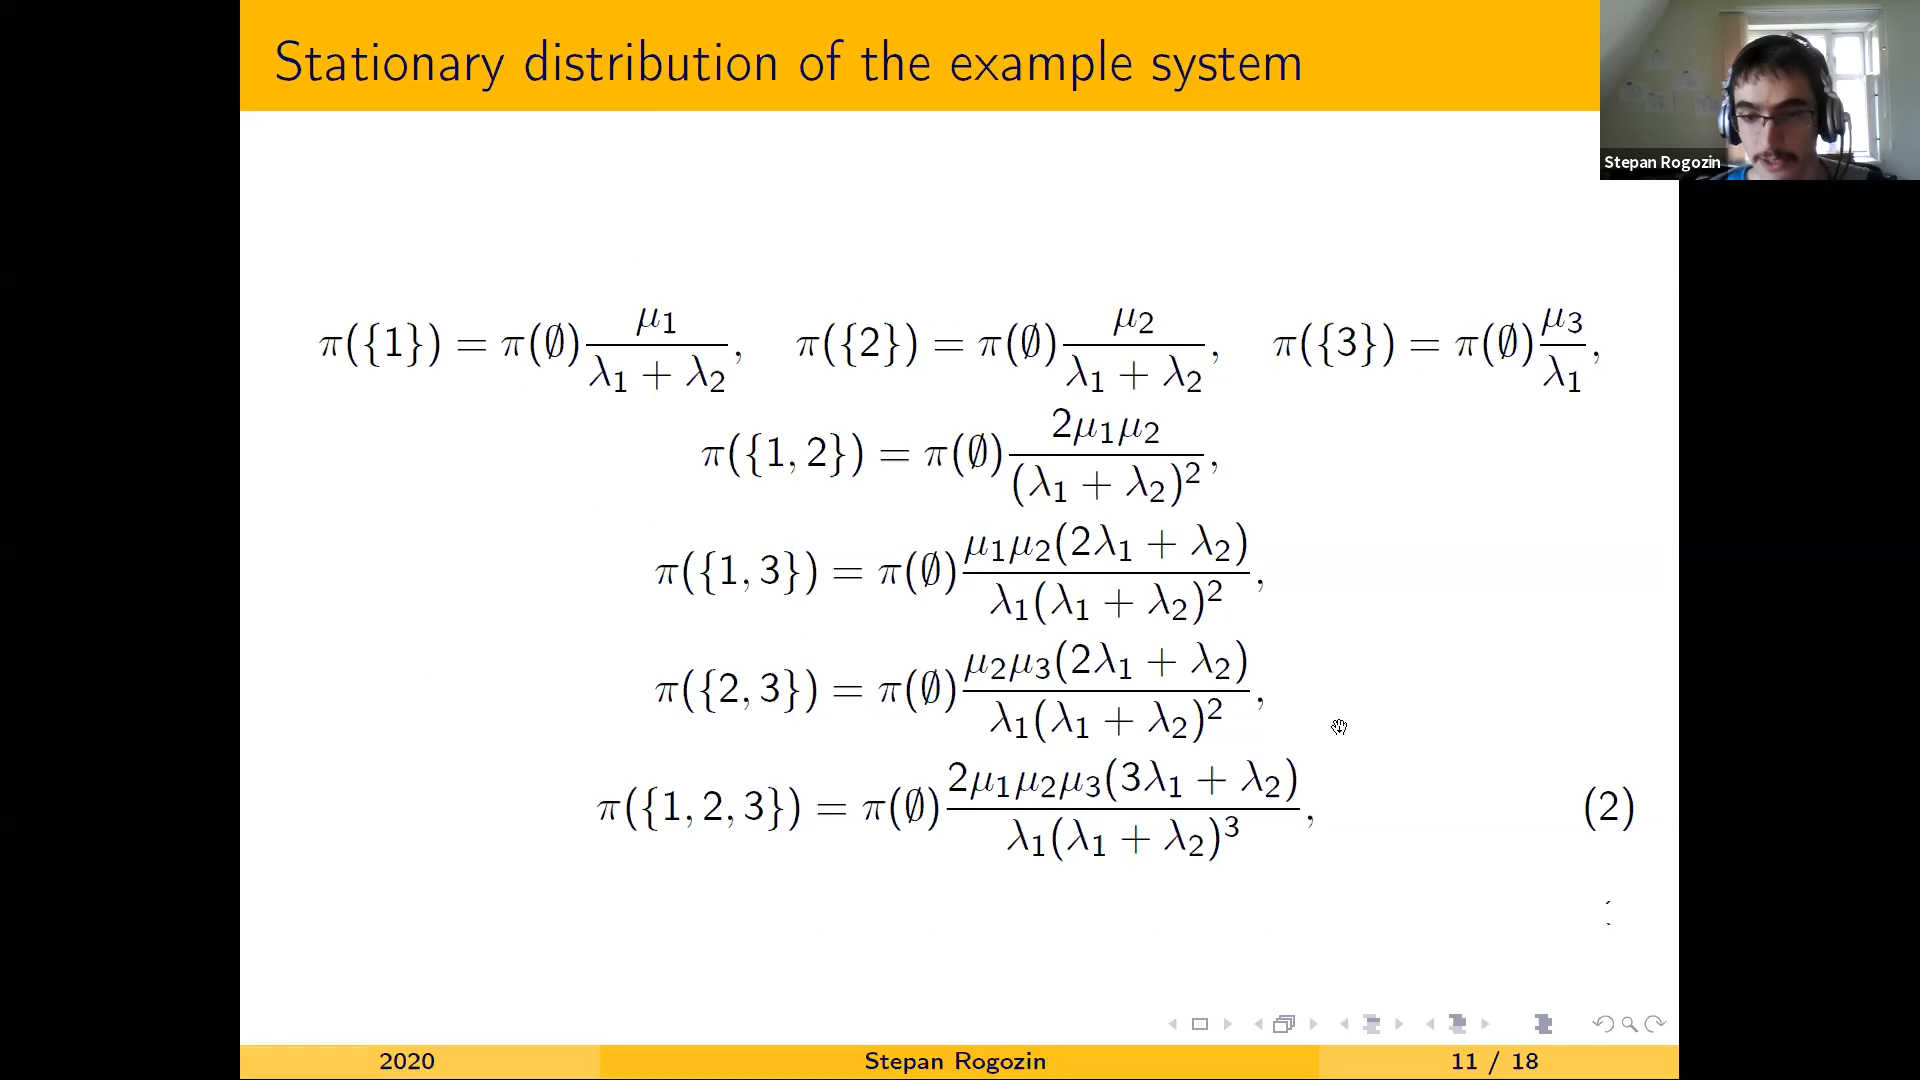 Stationary distribution of the example system
Stepan Rogozin
π({1}) = π(∅) μ₁/(λ₁ + λ₂), π({2}) = π(∅) μ₂/(λ₁ + λ₂), π({3}) = π(∅) μ₃/λ₁,
π({1, 2}) = π(∅) 2μ₁μ₂/(λ₁ + λ₂)²,
π({1, 3}) = π(∅) μ₁μ₂(2λ₁ + λ₂)/λ₁(λ₁ + λ₂)²,
π({2, 3}) = π(∅) μ₂μ₃(2λ₁ + λ₂)/λ₁(λ₁ + λ₂)²,
π({1, 2, 3}) = π(∅) 2μ₁μ₂μ₃(3λ₁ + λ₂)/λ₁(λ₁ + λ₂)³, (2)
2020 Stepan Rogozin 11 / 18